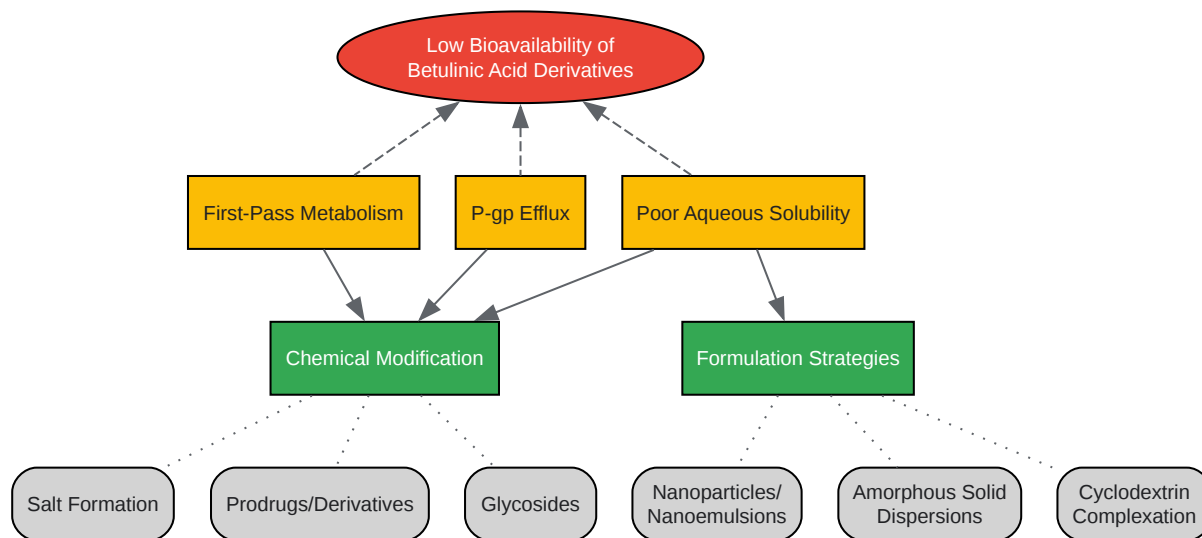 Low Bioavailability of
Betulinic Acid Derivatives
First-Pass Metabolism
P-gp Efflux
Poor Aqueous Solubility
Chemical Modification
Formulation Strategies
Salt Formation
Prodrugs/Derivatives
Glycosides
Nanoparticles/
Nanoemulsions
Amorphous Solid
Dispersions
Cyclodextrin
Complexation